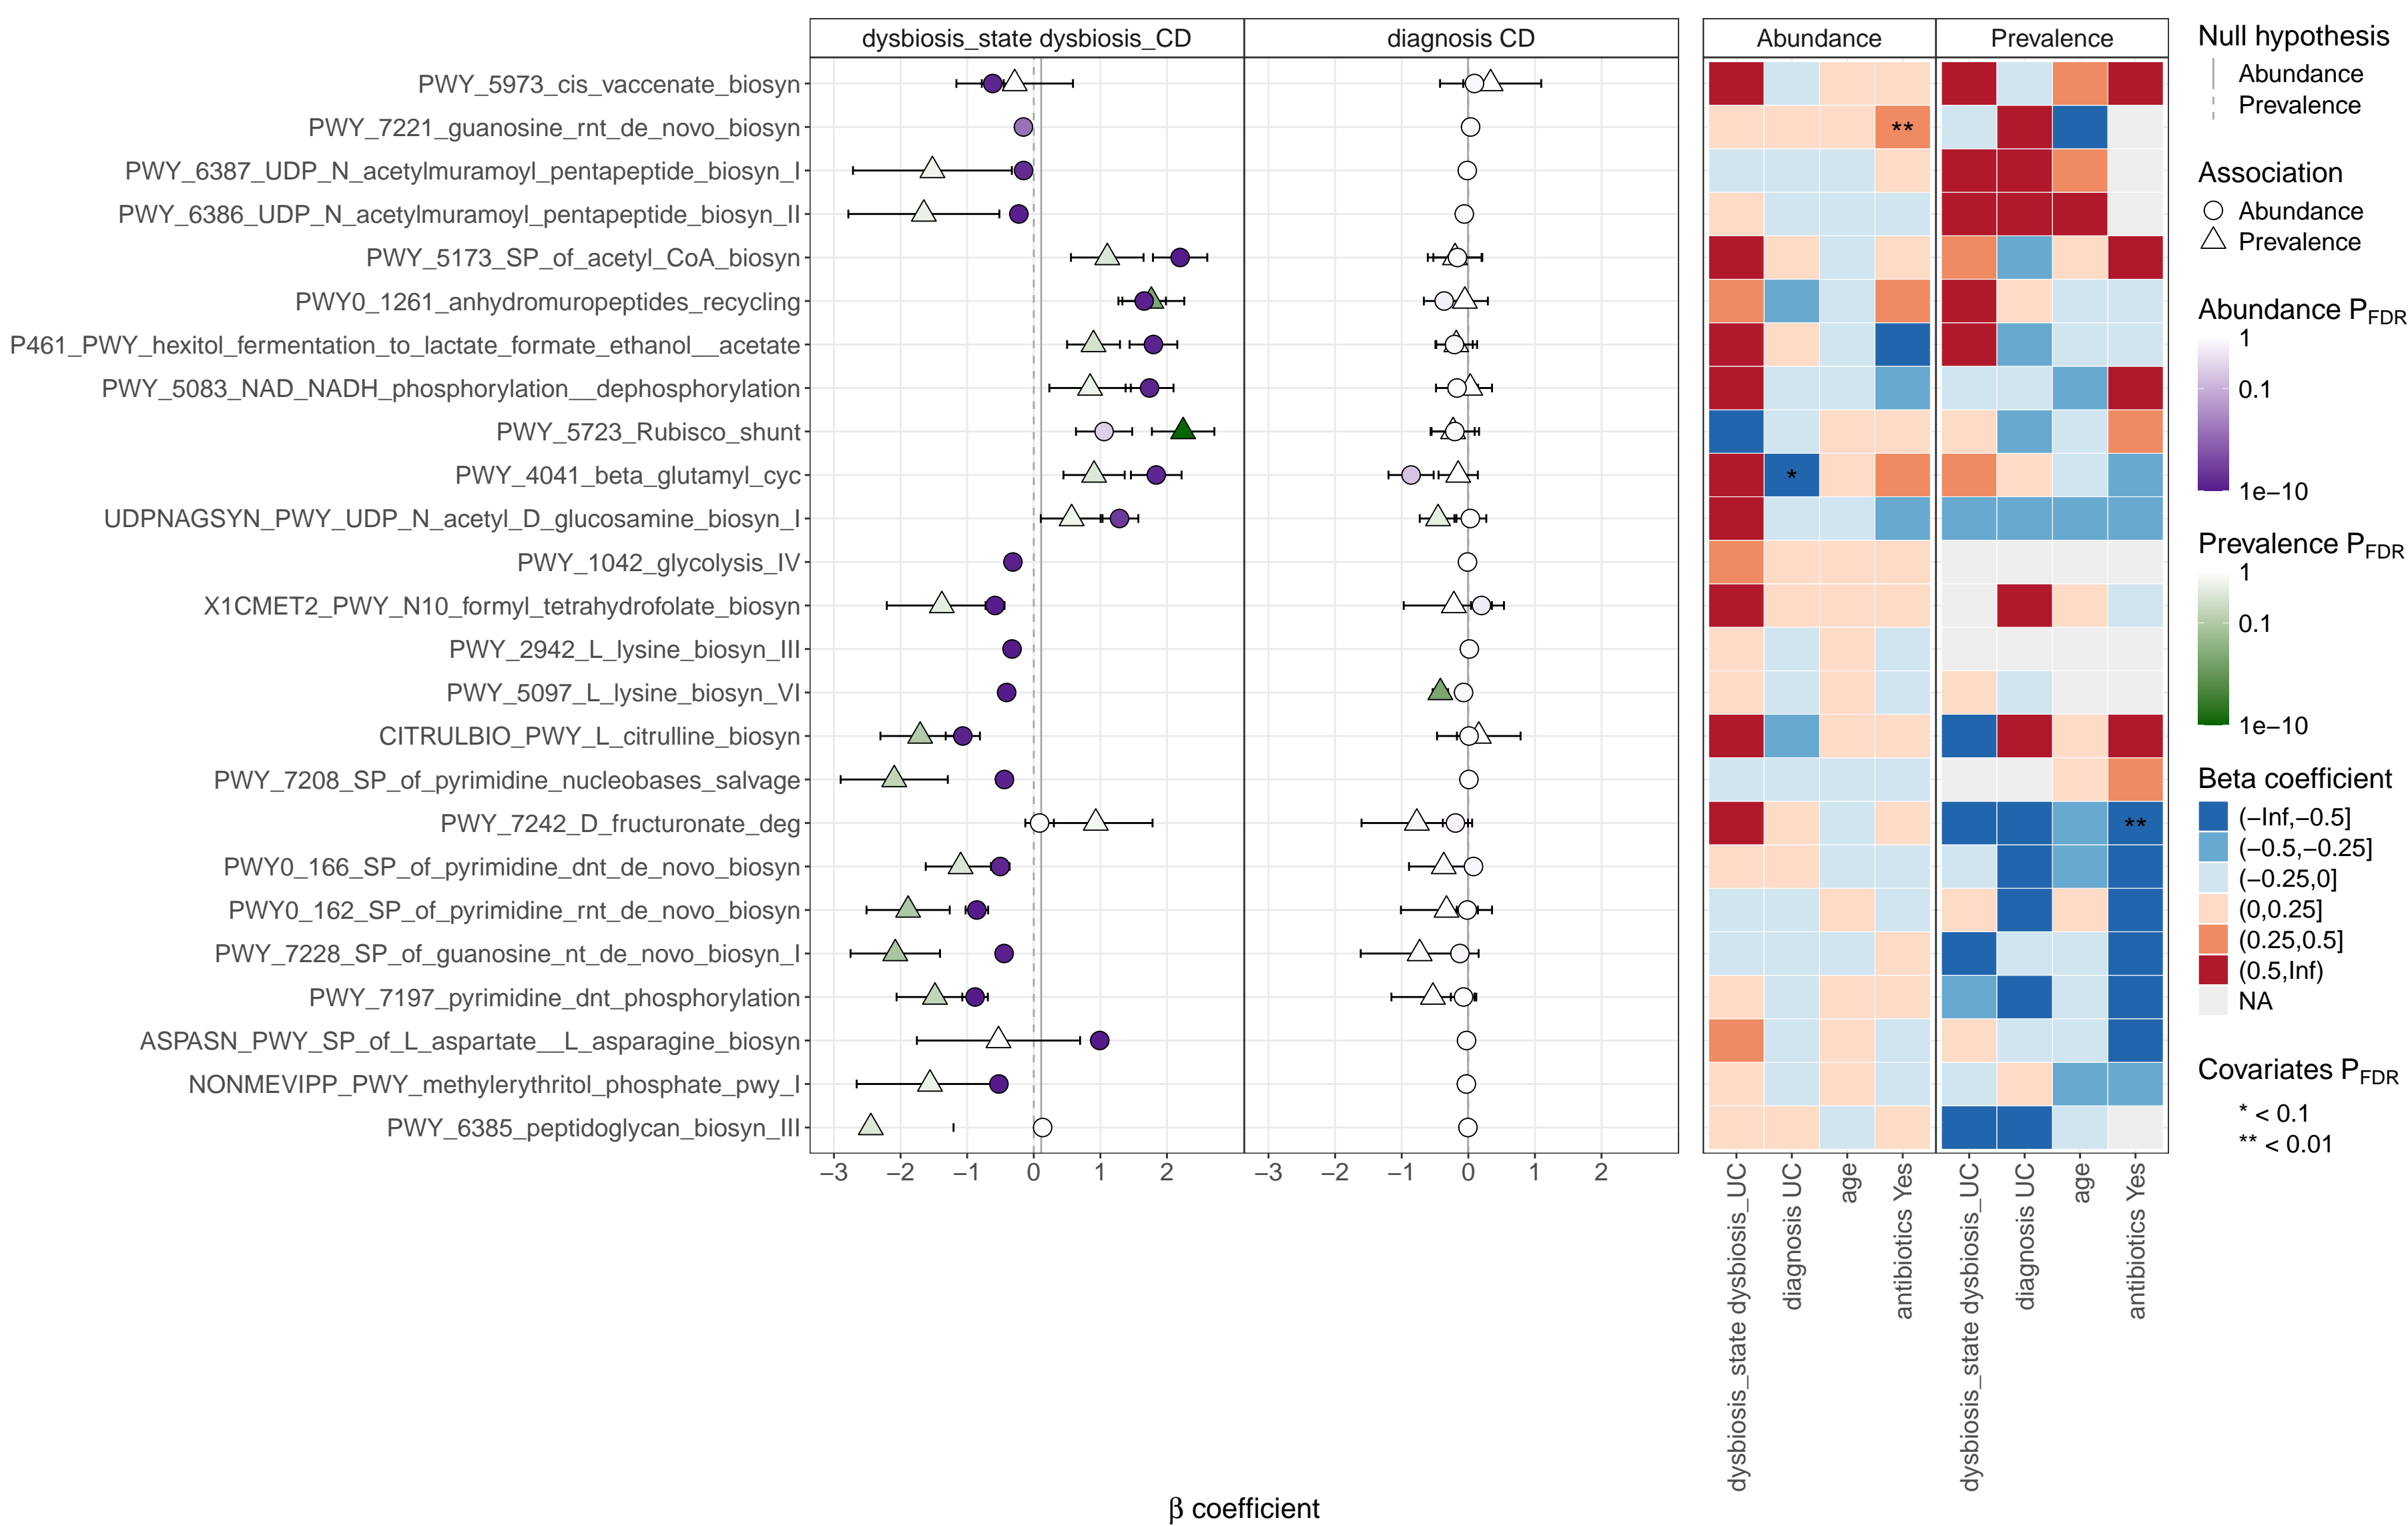 dysbiosis_state dysbiosis_CD
diagnosis CD
Abundance
Prevalence
PWY_5973_cis_vaccenate_biosyn
PWY_7221_guanosine_rnt_de_novo_biosyn
PWY_6387_UDP_N_acetylmuramoyl_pentapeptide_biosyn_I
PWY_6386_UDP_N_acetylmuramoyl_pentapeptide_biosyn_II
PWY_5173_SP_of_acetyl_CoA_biosyn
PWY0_1261_anhydromuropeptides_recycling
P461_PWY_hexitol_fermentation_to_lactate_formate_ethanol__acetate
PWY_5083_NAD_NADH_phosphorylation__dephosphorylation
PWY_5723_Rubisco_shunt
PWY_4041_beta_glutamyl_cyc
UDPNAGSYN_PWY_UDP_N_acetyl_D_glucosamine_biosyn_I
PWY_1042_glycolysis_IV
X1CMET2_PWY_N10_formyl_tetrahydrofolate_biosyn
PWY_2942_L_lysine_biosyn_III
PWY_5097_L_lysine_biosyn_VI
CITRULBIO_PWY_L_citrulline_biosyn
PWY_7208_SP_of_pyrimidine_nucleobases_salvage
PWY_7242_D_fructuronate_deg
PWY0_166_SP_of_pyrimidine_dnt_de_novo_biosyn
PWY0_162_SP_of_pyrimidine_rnt_de_novo_biosyn
PWY_7228_SP_of_guanosine_nt_de_novo_biosyn_I
PWY_7197_pyrimidine_dnt_phosphorylation
ASPASN_PWY_SP_of_L_aspartate__L_asparagine_biosyn
NONMEVIPP_PWY_methylerythritol_phosphate_pwy_I
PWY_6385_peptidoglycan_biosyn_III
−3 −2 −1 0 1 2
−3 −2 −1 0 1 2
β coefficient
**
*
**
dysbiosis_state dysbiosis_UC
diagnosis UC
age
antibiotics Yes
dysbiosis_state dysbiosis_UC
diagnosis UC
age
antibiotics Yes
Null hypothesis
Abundance
Prevalence
Association
Abundance
Prevalence
Abundance PFDR
1
0.1
1e−10
Prevalence PFDR
1
0.1
1e−10
Beta coefficient
(−Inf,−0.5]
(−0.5,−0.25]
(−0.25,0]
(0,0.25]
(0.25,0.5]
(0.5,Inf)
NA
Covariates PFDR
* < 0.1
** < 0.01